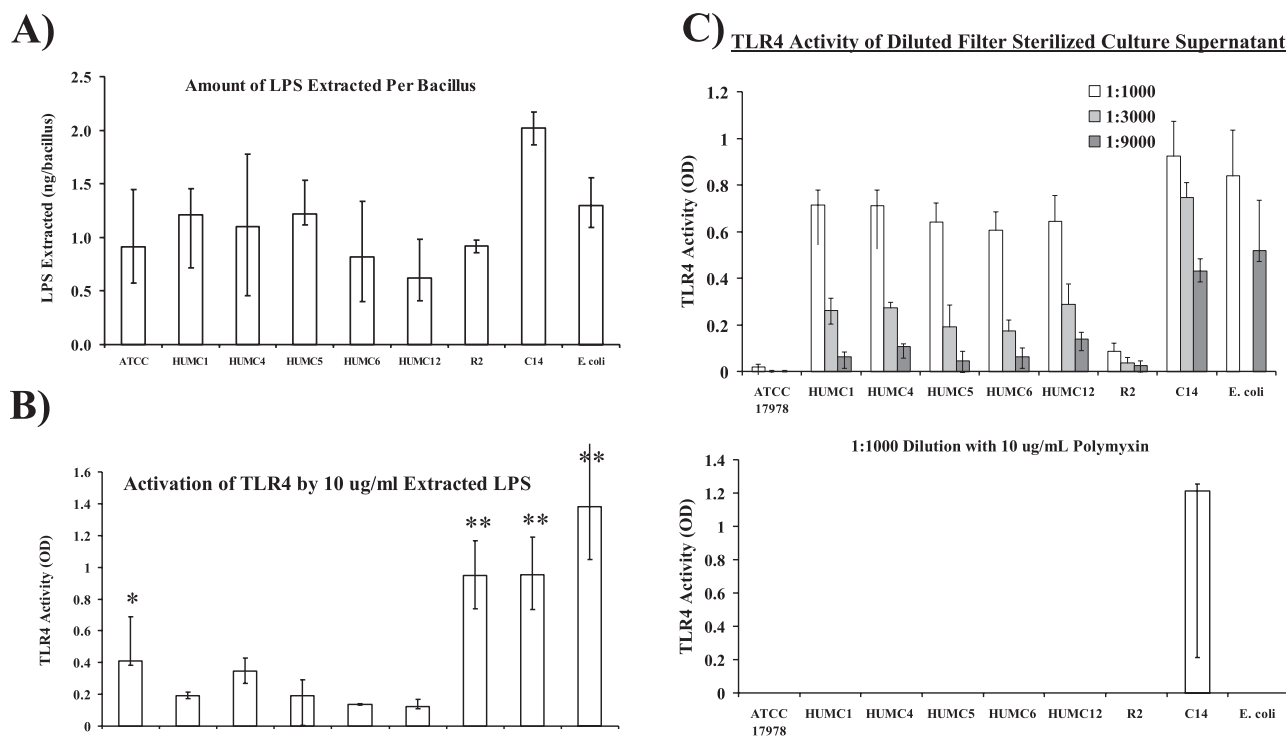 A)
Amount of LPS Extracted Per Bacillus
LPS Extracted (ng/bacillus)
2.5
2.0
1.5
1.0
0.5
0.0
ATCC HUMC1 HUMC4 HUMC5 HUMC6 HUMC12 R2 C14 E. coli
B)
Activation of TLR4 by 10 ug/ml Extracted LPS
TLR4 Activity (OD)
1.6
1.4
1.2
1
0.8
0.6
0.4
0.2
0
*
**
**
**
C)
TLR4 Activity of Diluted Filter Sterilized Culture Supernatant
1:1000
1:3000
1:9000
TLR4 Activity (OD)
1.2
1
0.8
0.6
0.4
0.2
0
ATCC HUMC1 HUMC4 HUMC5 HUMC6 HUMC12 R2 C14 E. coli
17978
1:1000 Dilution with 10 ug/mL Polymyxin
TLR4 Activity (OD)
1.4
1.2
1
0.8
0.6
0.4
0.2
0
ATCC HUMC1 HUMC4 HUMC5 HUMC6 HUMC12 R2 C14 E. coli
17978